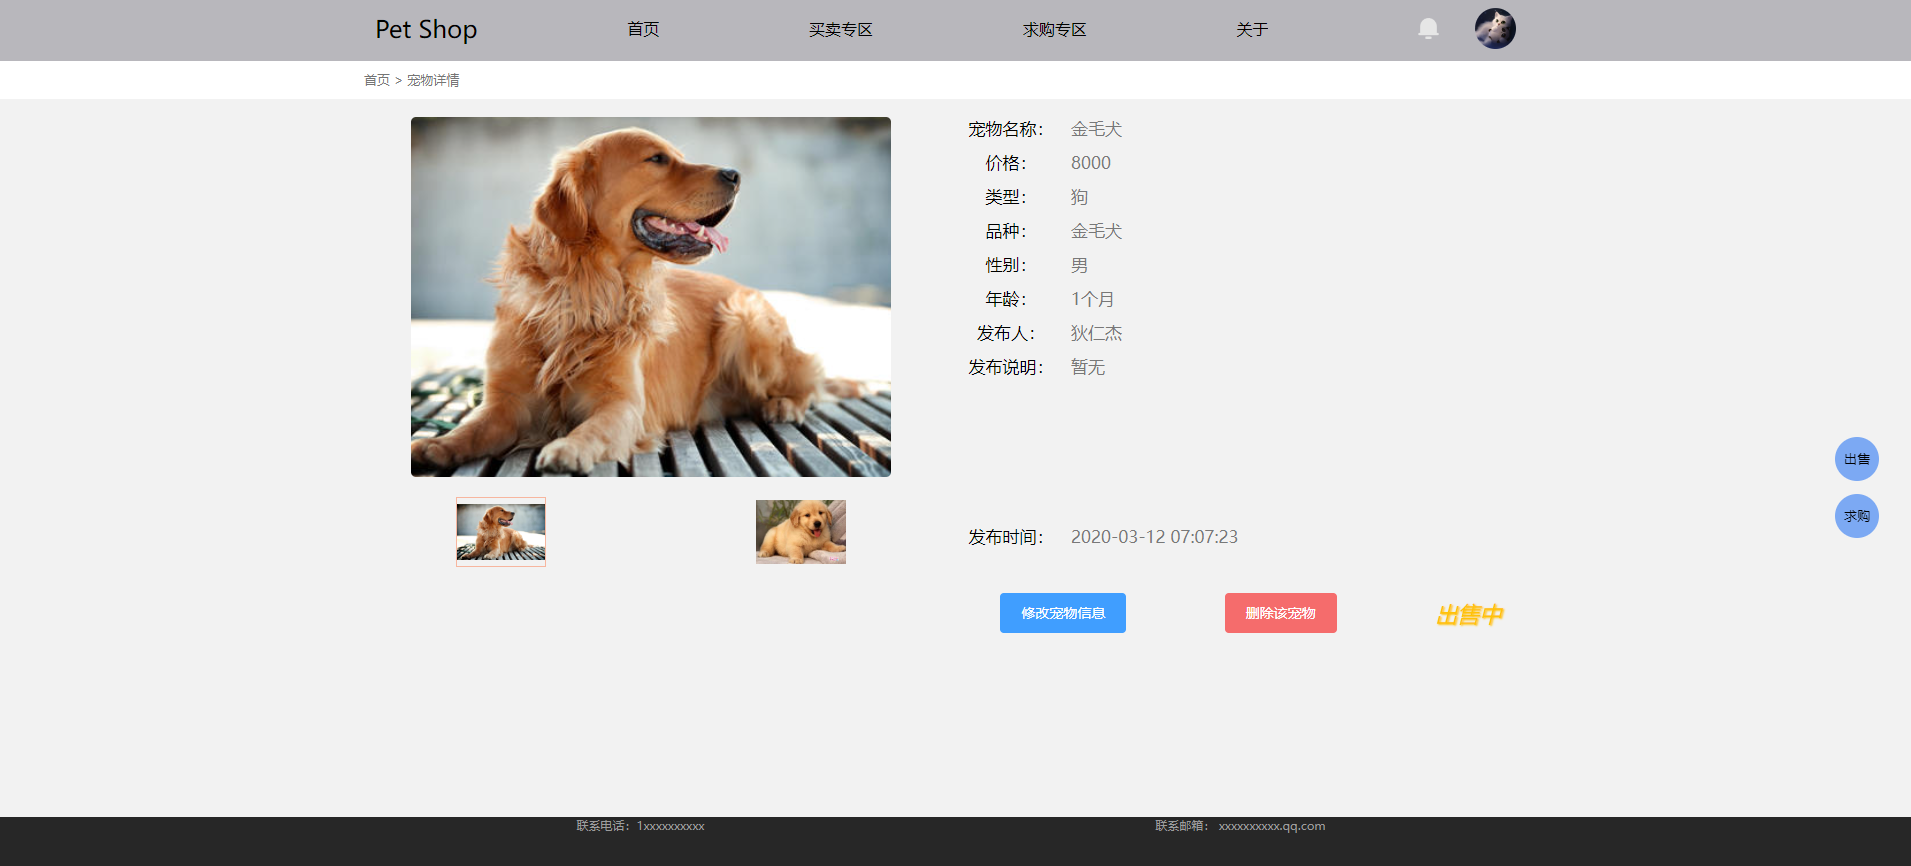 Pet Shop 首页 买卖专区 求购专区 关于
首页 > 宠物详情
宠物名称： 金毛犬
价格： 8000
类型： 狗
品种： 金毛犬
性别： 男
年龄： 1个月
发布人： 狄仁杰
发布说明： 暂无
出售
求购
发布时间： 2020-03-12 07:07:23
修改宠物信息 删除该宠物 出售中
联系电话：1xxxxxxxxxx 联系邮箱： xxxxxxxxxx.qq.com